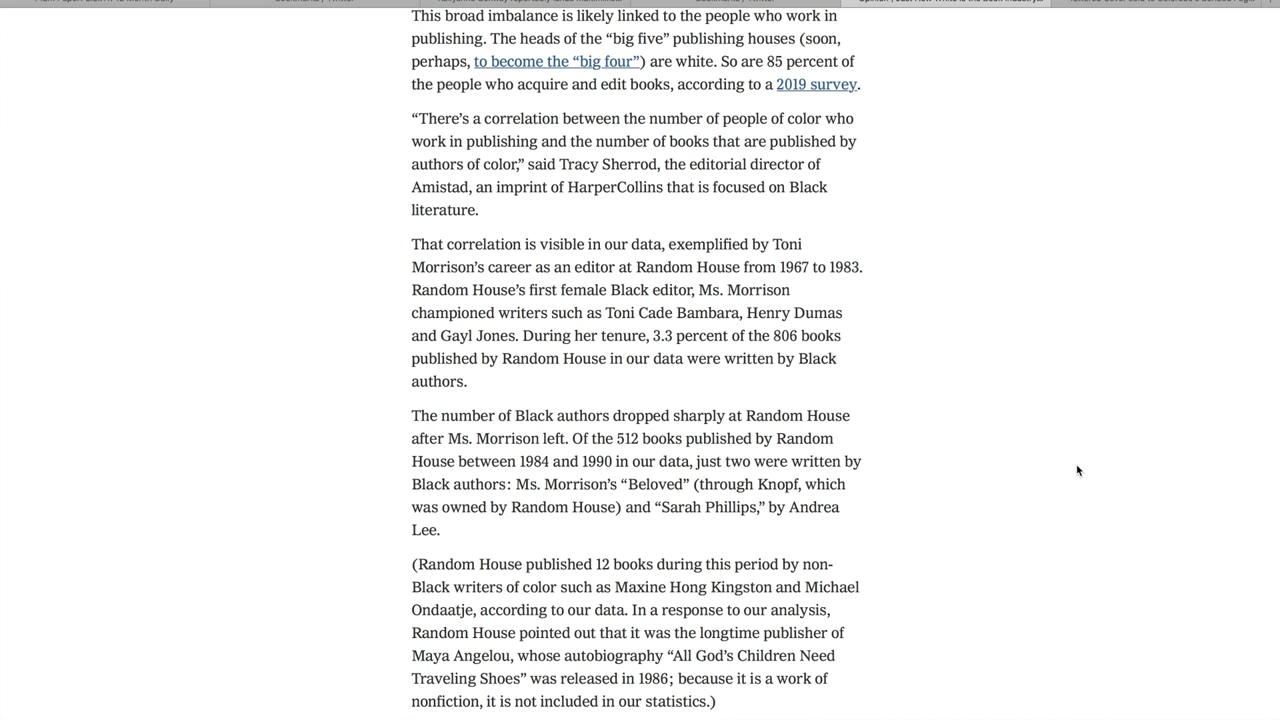 This broad imbalance is likely linked to the people who work in
publishing. The heads of the “big five” publishing houses (soon,
perhaps, to become the “big four”) are white. So are 85 percent of
the people who acquire and edit books, according to a 2019 survey.
“There’s a correlation between the number of people of color who
work in publishing and the number of books that are published by
authors of color,” said Tracy Sherrod, the editorial director of
Amistad, an imprint of HarperCollins that is focused on Black
literature.
That correlation is visible in our data, exemplified by Toni
Morrison’s career as an editor at Random House from 1967 to 1983.
Random House’s first female Black editor, Ms. Morrison
championed writers such as Toni Cade Bambara, Henry Dumas
and Gayl Jones. During her tenure, 3.3 percent of the 806 books
published by Random House in our data were written by Black
authors.
The number of Black authors dropped sharply at Random House
after Ms. Morrison left. Of the 512 books published by Random
House between 1984 and 1990 in our data, just two were written by
Black authors: Ms. Morrison’s “Beloved” (through Knopf, which
was owned by Random House) and “Sarah Phillips,” by Andrea
Lee.
(Random House published 12 books during this period by non-
Black writers of color such as Maxine Hong Kingston and Michael
Ondaatje, according to our data. In a response to our analysis,
Random House pointed out that it was the longtime publisher of
Maya Angelou, whose autobiography “All God’s Children Need
Traveling Shoes” was released in 1986; because it is a work of
nonfiction, it is not included in our statistics.)